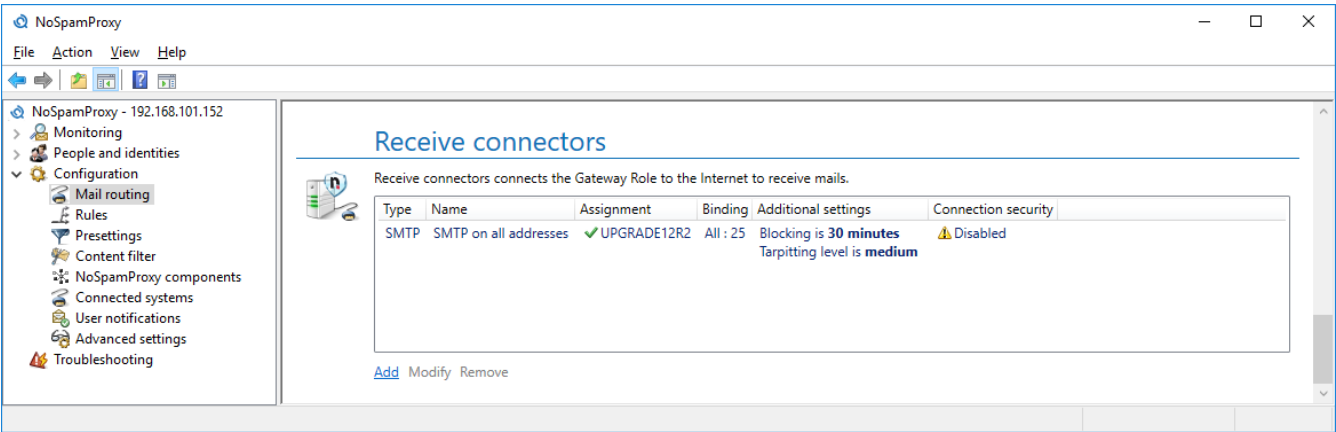 NoSpamProxy
File Action View Help
NoSpamProxy - 192.168.101.152
Monitoring
People and identities
Configuration
Mail routing
Rules
Presettings
Content filter
NoSpamProxy components
Connected systems
User notifications
Advanced settings
Troubleshooting
Receive connectors
Receive connectors connects the Gateway Role to the Internet to receive mails.
Type Name Assignment Binding Additional settings Connection security
SMTP SMTP on all addresses UPGRADE12R2 All : 25 Blocking is 30 minutes Disabled
Tarpitting level is medium
Add Modify Remove